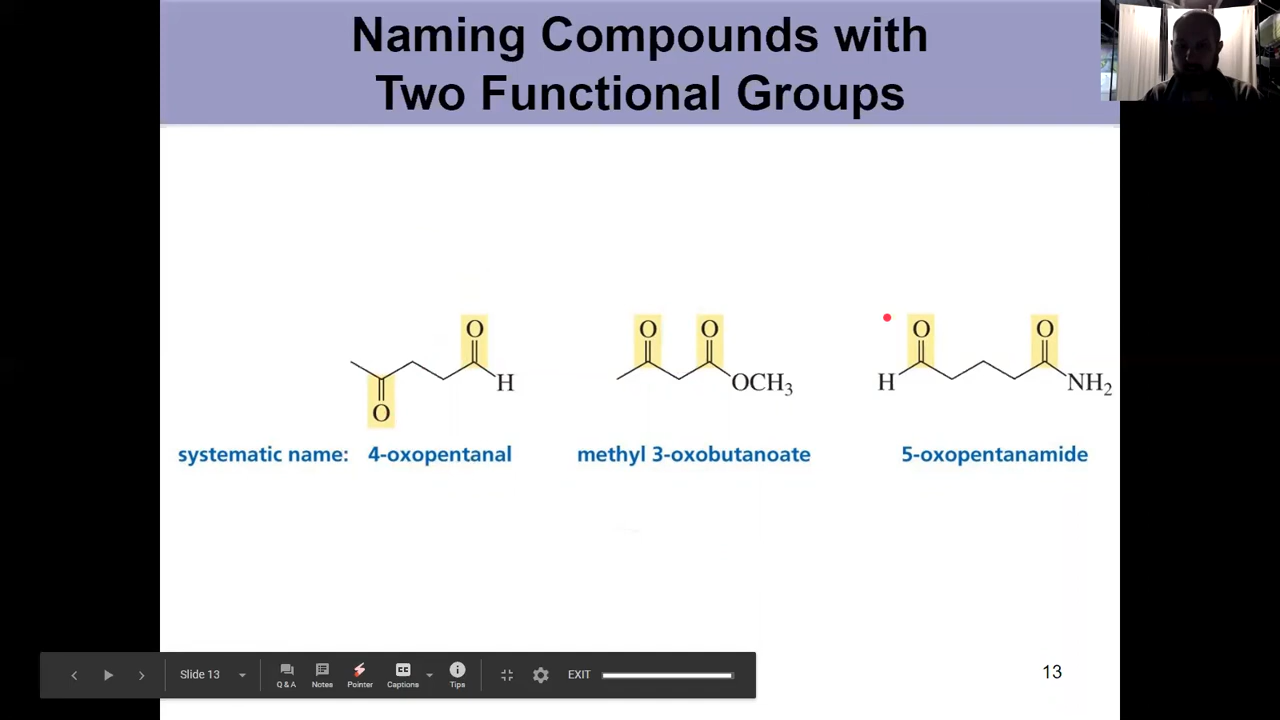 Naming Compounds with
Two Functional Groups
O
H
O
O
O
OCH3
O
O
H
NH2
systematic name: 4-oxopentanal
methyl 3-oxobutanoate
5-oxopentanamide
Slide 13
Q & A
Notes
Pointer
CC
Captions
Tips
EXIT
13